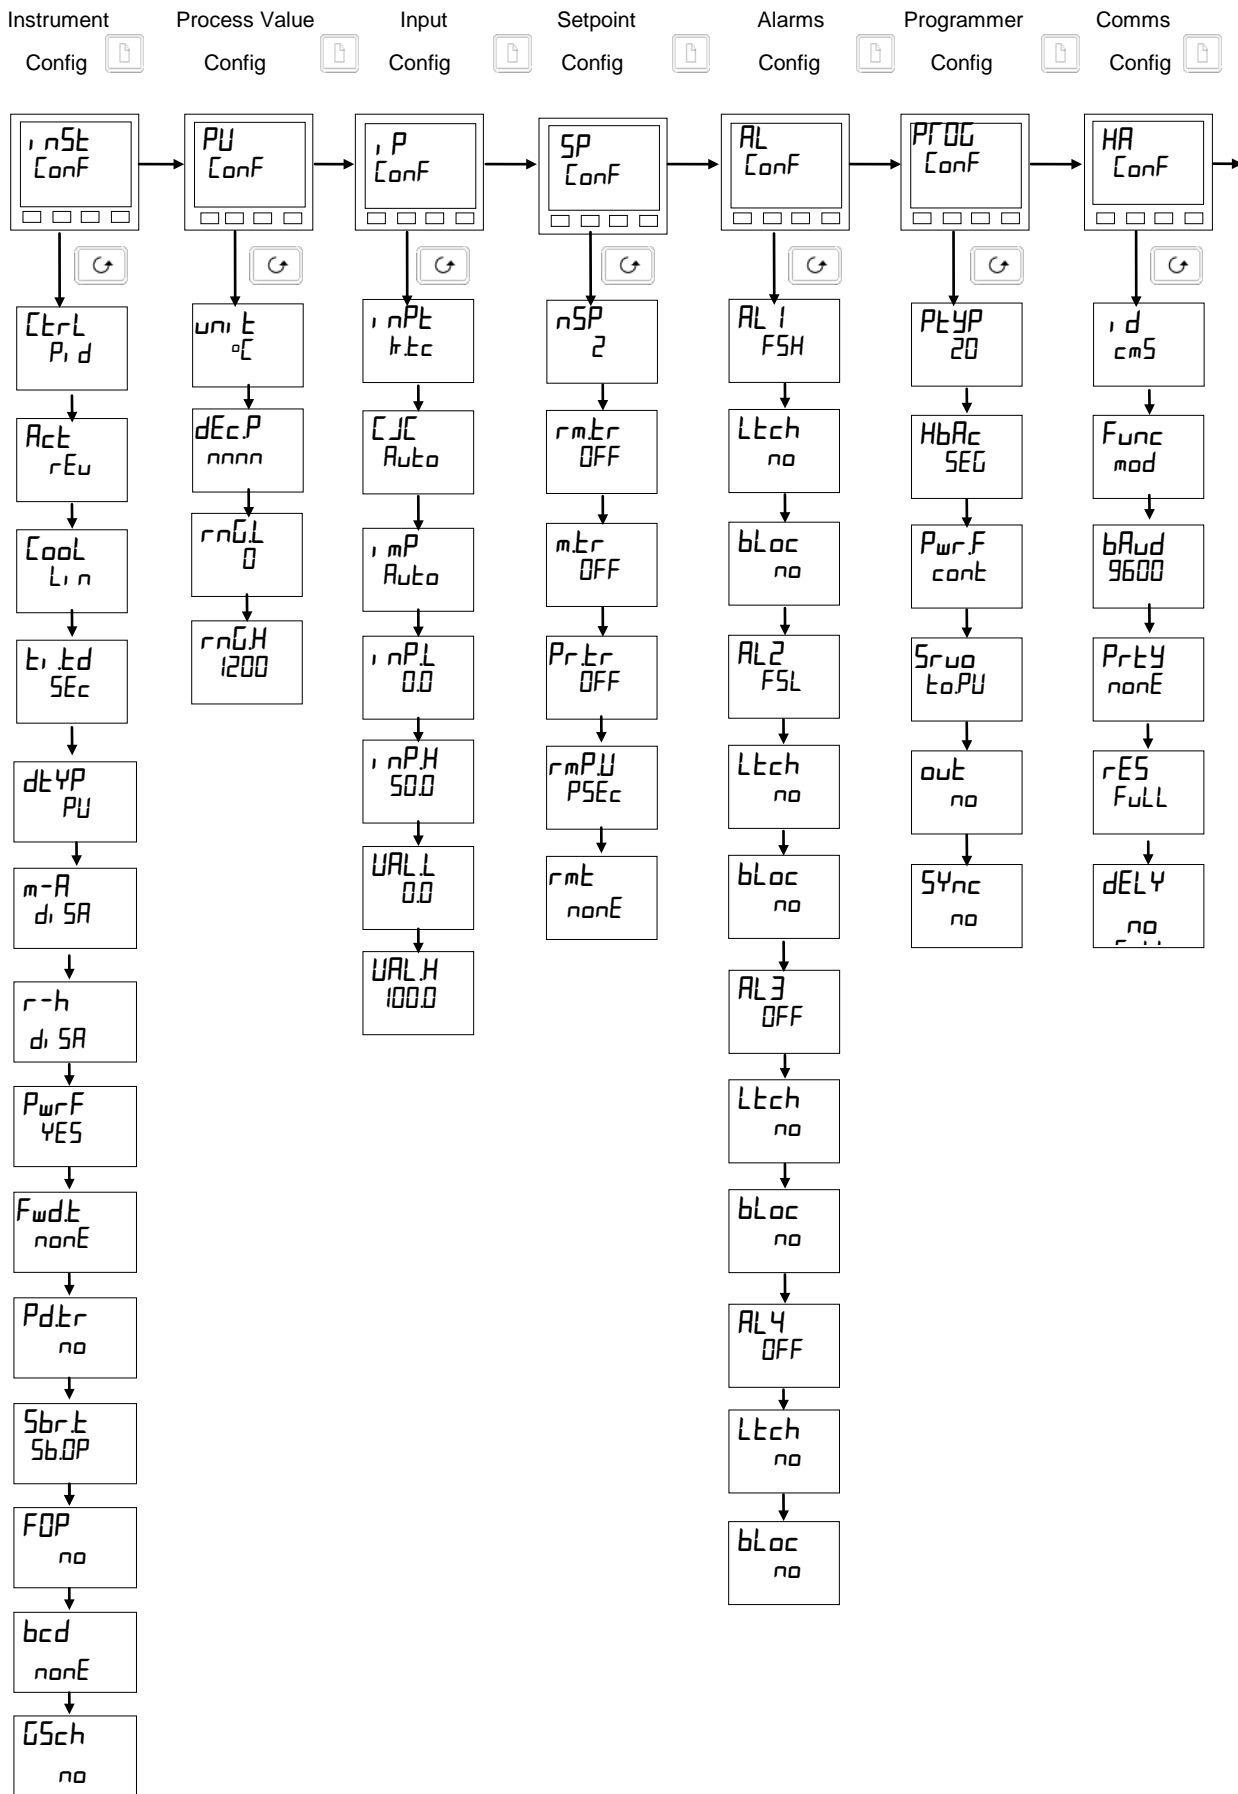 Instrument
Config
Process Value
Config
Input
Config
Setpoint
Config
Alarms
Config
Programmer
Config
Comms
Config
inSt
ConF
PV
ConF
iP
ConF
SP
ConF
AL
ConF
PrOG
ConF
HA
ConF
CtrL
Pid
Act
rEv
CooL
Lin
ti.td
SEc
dtYP
PV
m-A
diSA
r-h
diSA
PwrF
YES
Fwd.t
nonE
Pd.tr
no
Sbr.t
Sb.OP
FOP
no
bcd
nonE
GSch
no
unit
°C
dEc.P
nnnn
rnG.L
0
rnG.H
1200
inPt
k.tc
CJC
Auto
imP
Auto
inP.L
0.0
inP.H
50.0
VAL.L
0.0
VAL.H
100.0
nSP
2
rm.tr
OFF
m.tr
OFF
Pr.tr
OFF
rmP.U
PSEc
rmt
nonE
AL1
FSH
Ltch
no
bLoc
no
AL2
FSL
Ltch
no
bLoc
no
AL3
OFF
Ltch
no
bLoc
no
AL4
OFF
Ltch
no
bLoc
no
PtYP
20
HbAc
SEG
Pwr.F
cont
Srvo
to.PV
out
no
SYnc
no
id
cmS
Func
mod
bAud
9600
PrtY
nonE
rES
FuLL
dELY
no